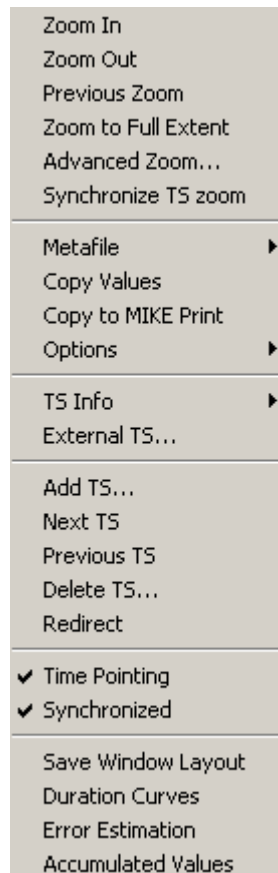 Zoom In
Zoom Out
Previous Zoom
Zoom to Full Extent
Advanced Zoom...
Synchronize TS zoom
Metafile
Copy Values
Copy to MIKE Print
Options
TS Info
External TS...
Add TS...
Next TS
Previous TS
Delete TS...
Redirect
Time Pointing
Synchronized
Save Window Layout
Duration Curves
Error Estimation
Accumulated Values